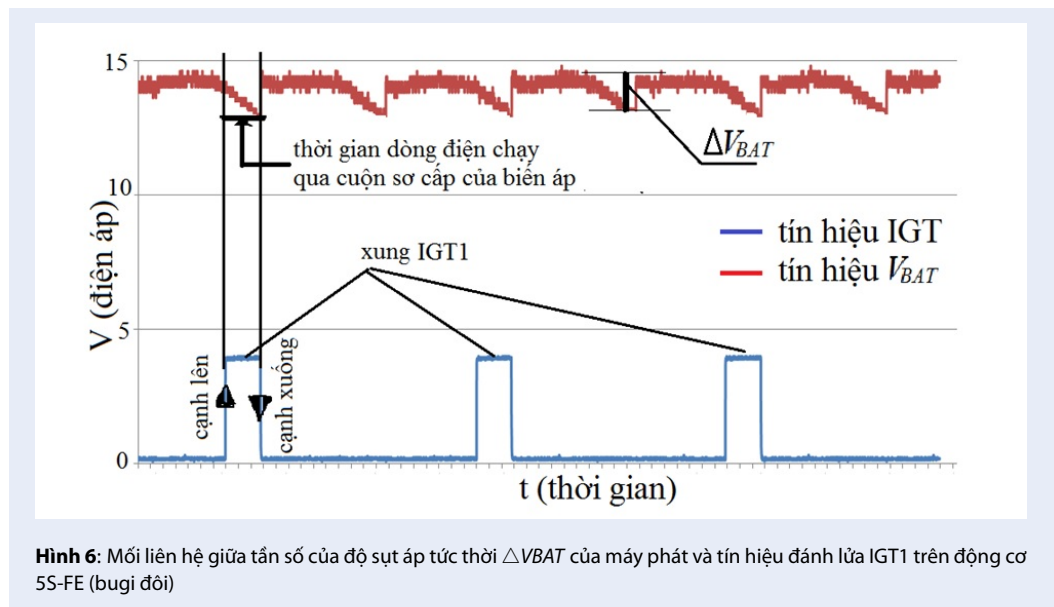 15
ΔVBAT
thời gian dòng điện chạy
qua cuộn sơ cấp của biến áp
10
tín hiệu IGT
xung IGT1
tín hiệu VBAT
V (điện áp)
5
cạnh lên
cạnh xuống
0
t (thời gian)
Hình 6: Mối liên hệ giữa tần số của độ sụt áp tức thời △VBAT của máy phát và tín hiệu đánh lửa IGT1 trên động cơ
5S-FE (bugi đôi)